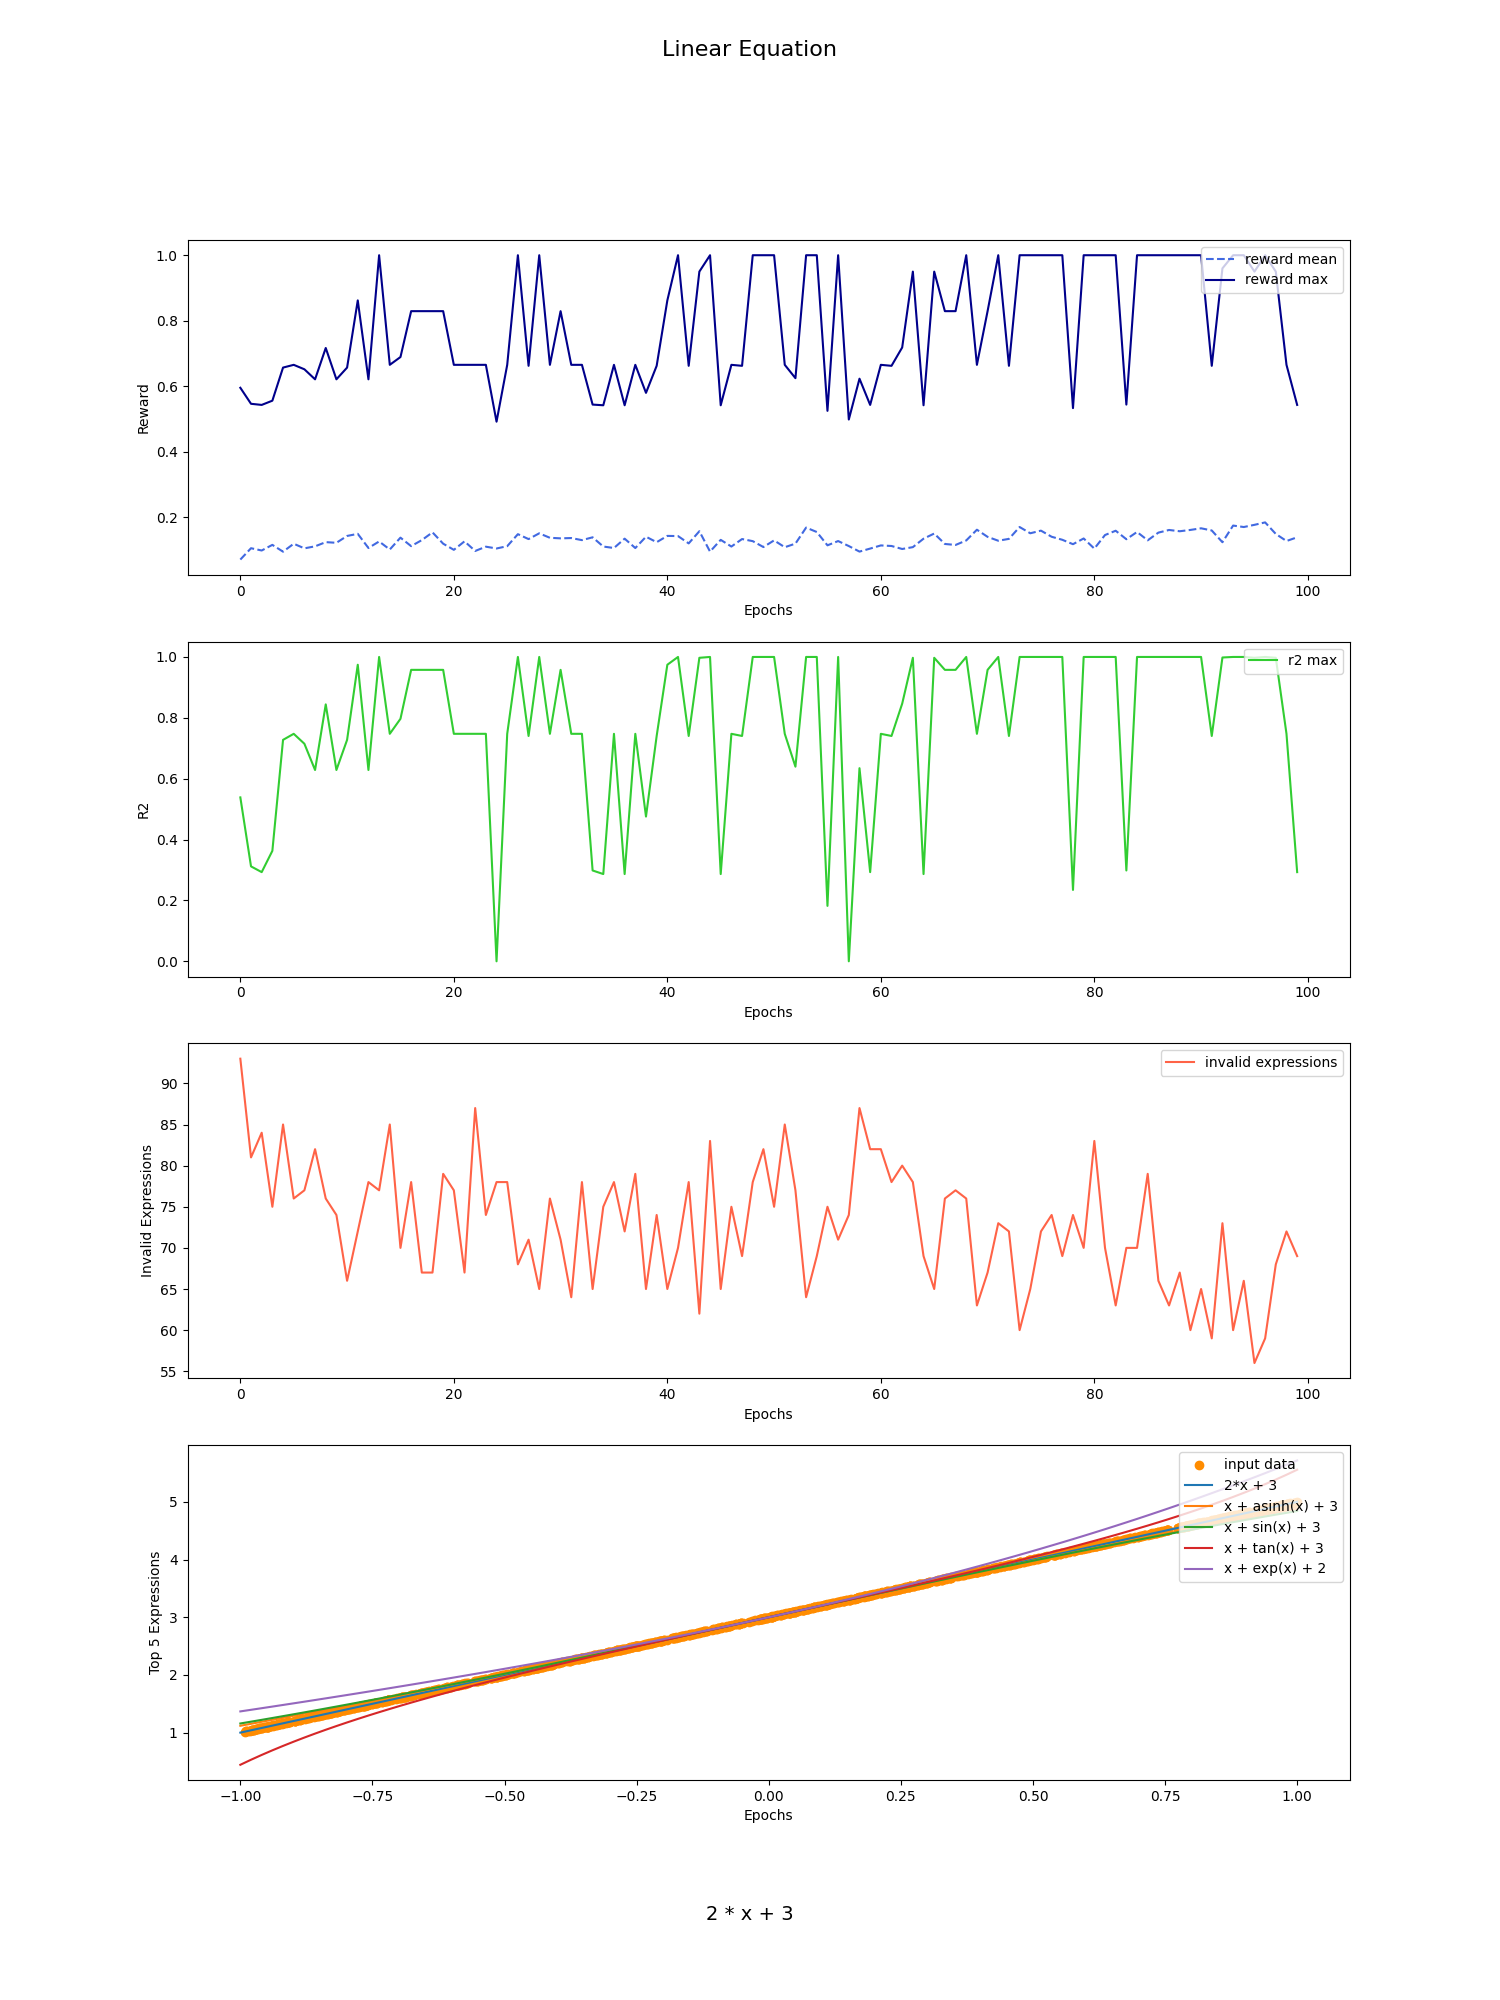 Linear Equation
1.0
0.8
0.6
0.4
0.2
Reward
reward mean
reward max
0 20 40 60 80 100
Epochs
1.0
0.8
0.6
0.4
0.2
0.0
R2
r2 max
0 20 40 60 80 100
Epochs
90
85
80
75
70
65
60
55
Invalid Expressions
invalid expressions
0 20 40 60 80 100
Epochs
5
4
3
2
1
Top 5 Expressions
input data
2*x + 3
x + asinh(x) + 3
x + sin(x) + 3
x + tan(x) + 3
x + exp(x) + 2
−1.00 −0.75 −0.50 −0.25 0.00 0.25 0.50 0.75 1.00
Epochs
2 * x + 3